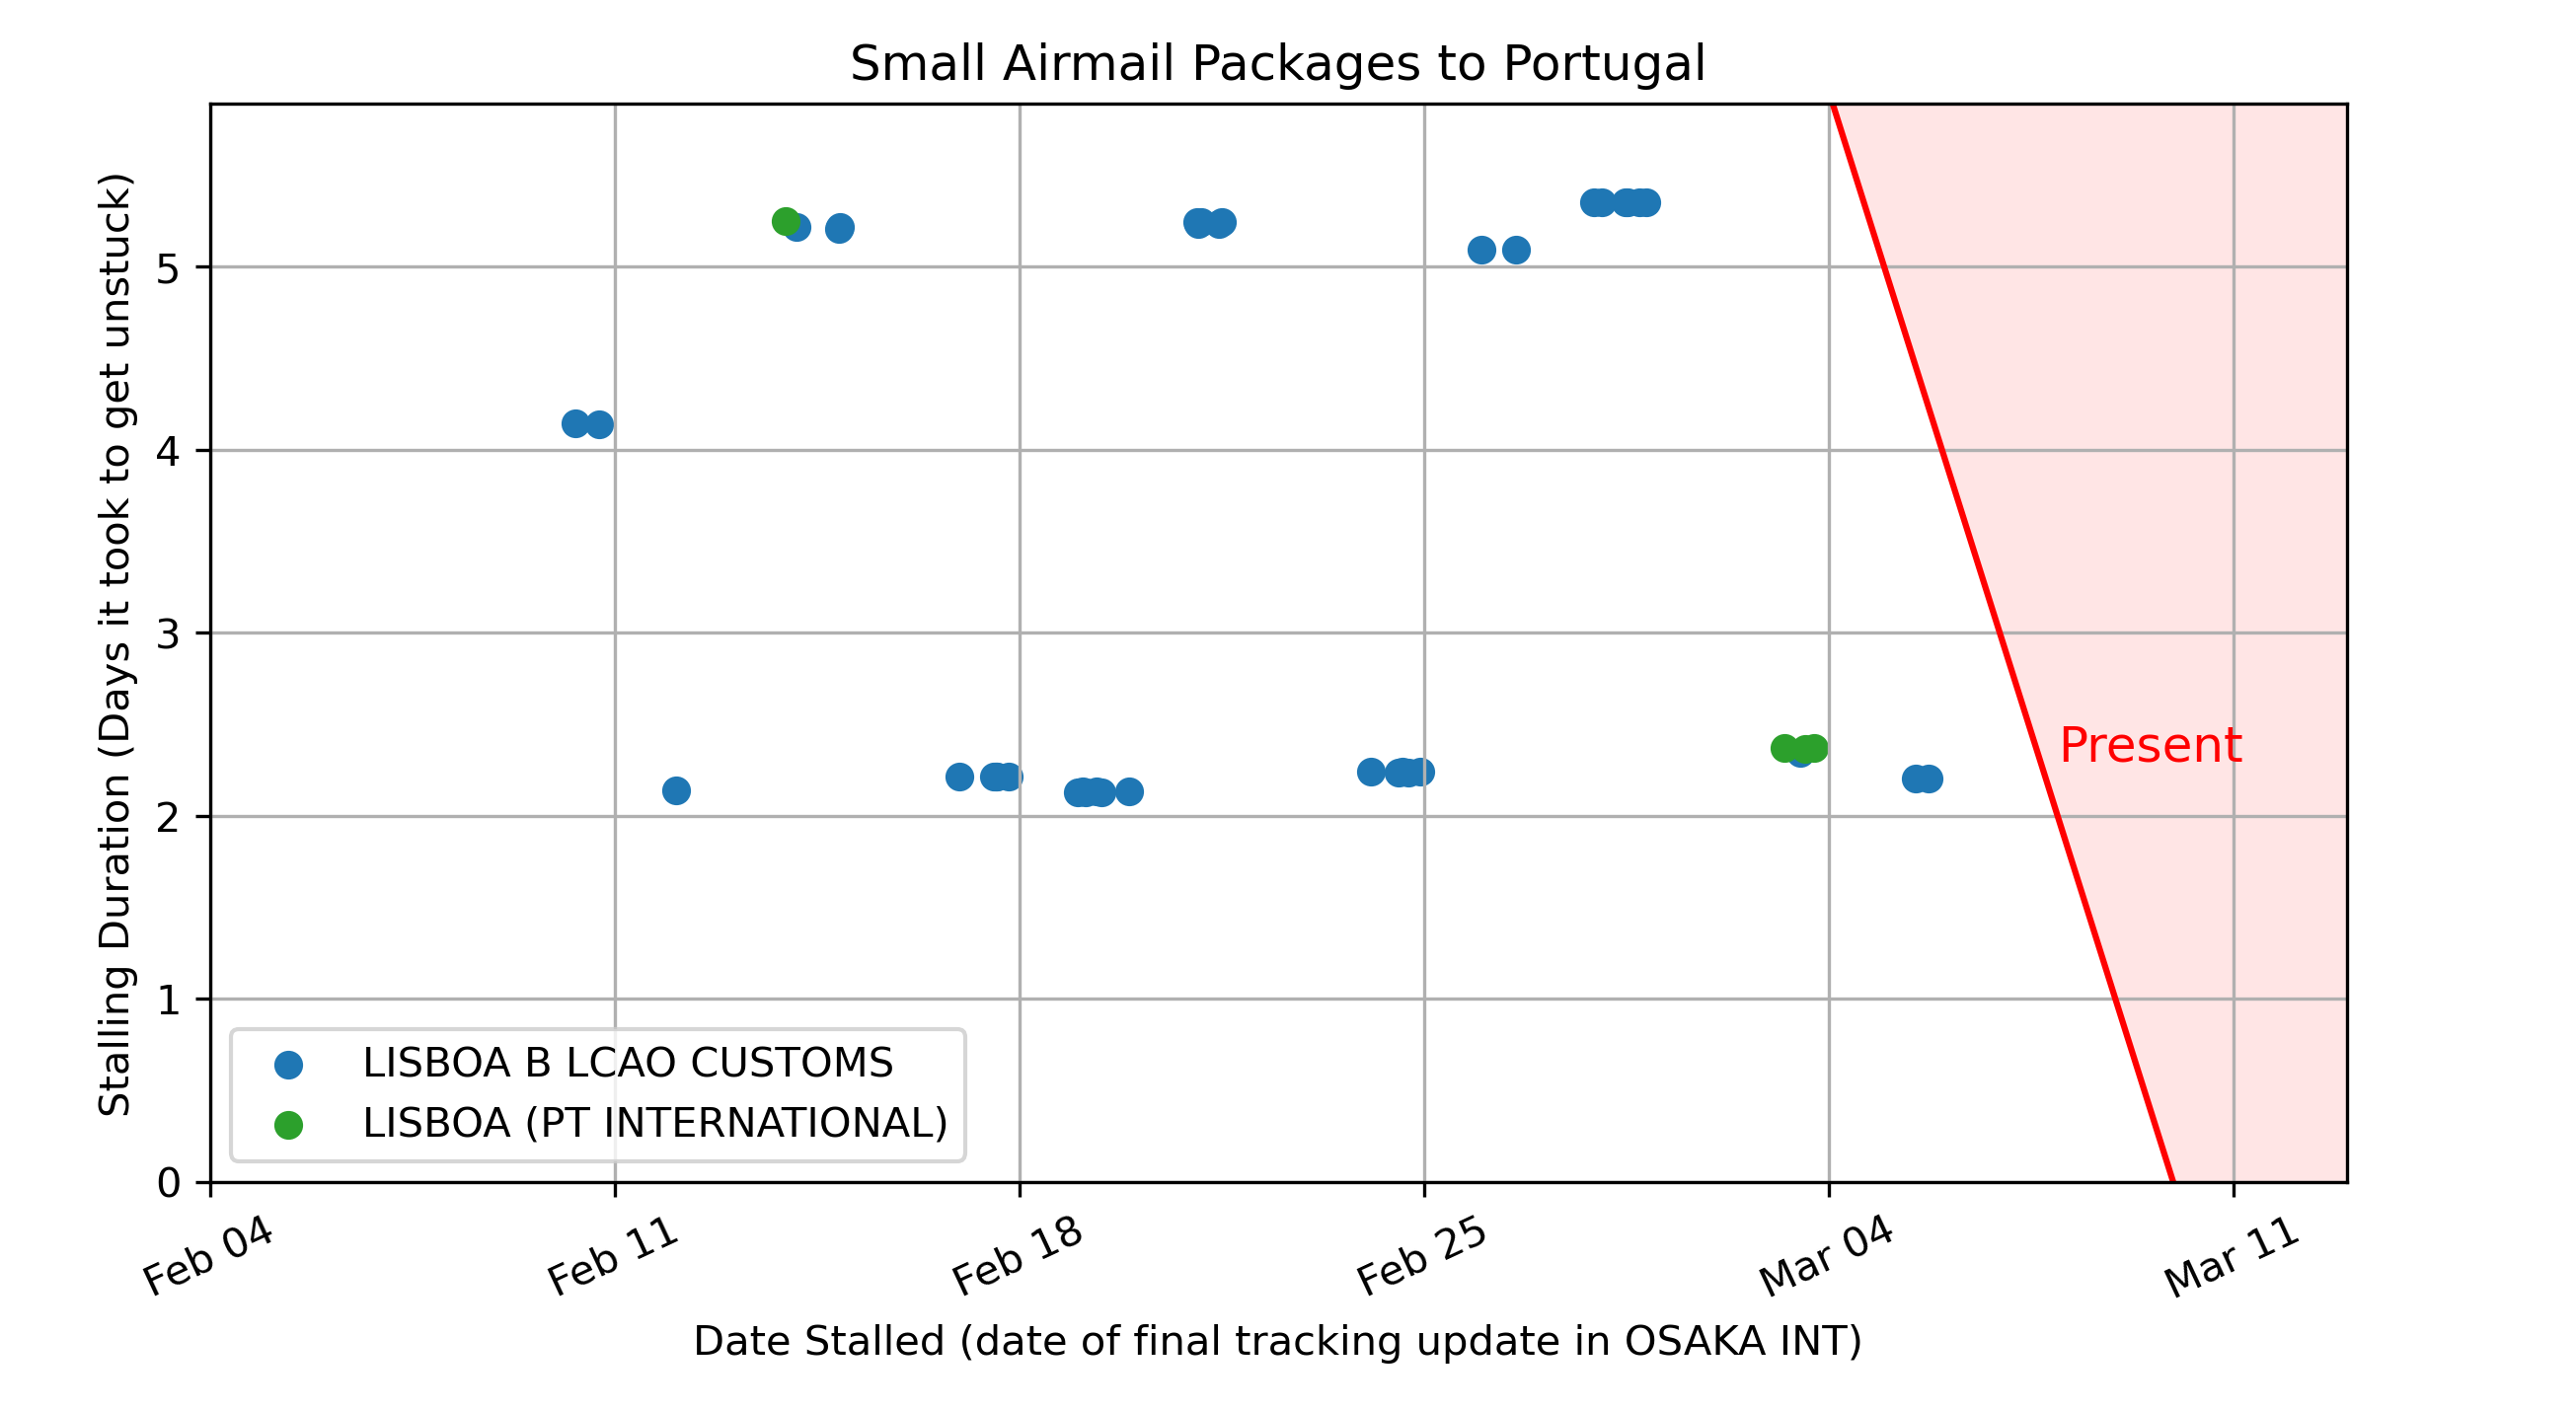 Small Airmail Packages to Portugal
Stalling Duration (Days it took to get unstuck)
5
4
3
2
1
0
Present
LISBOA B LCAO CUSTOMS
LISBOA (PT INTERNATIONAL)
Feb 04
Feb 11
Feb 18
Feb 25
Mar 04
Mar 11
Date Stalled (date of final tracking update in OSAKA INT)